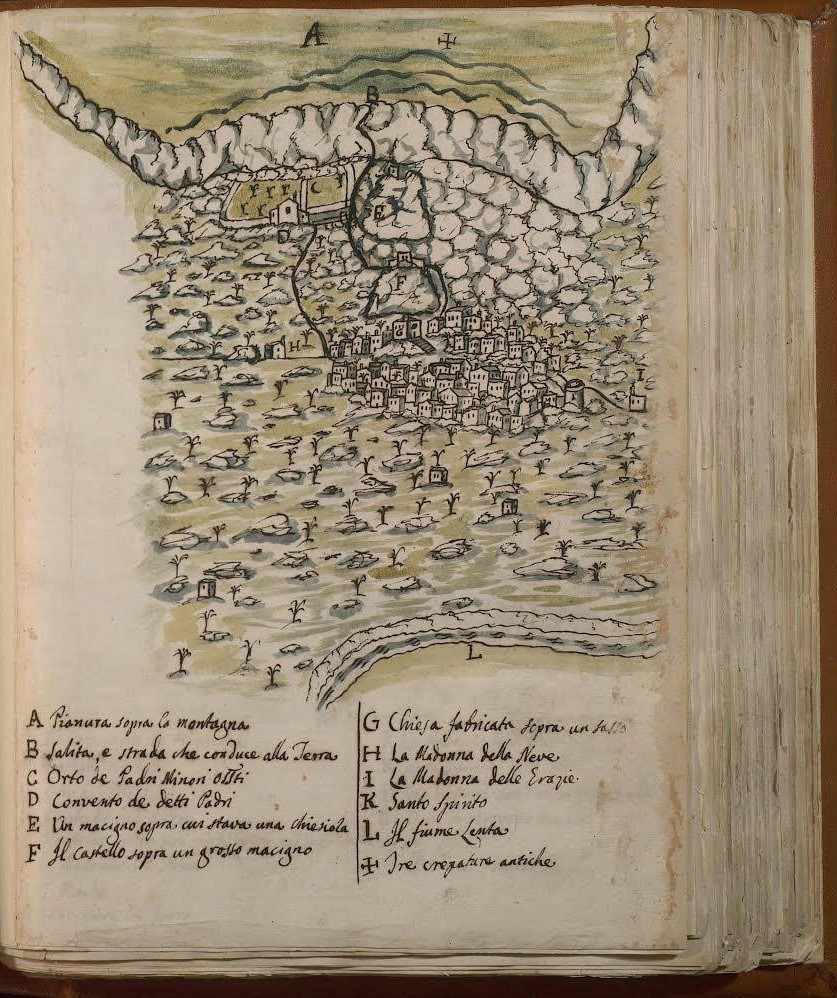 A
B
C
D
E
F
G
H
I
L
A Pianura sopra la montagna
B Salita, e strada che conduce alla Terra
C Orto de Padri Minori Ossti
D Convento de detti Padri
E Un macigno sopra cui stava una chiesiola
F Il Castello sopra un grosso macigno
G Chiesa fabricata sopra un sasso
H La Madonna della Neve
I La Madonna delle Grazie
K Santo Spirito
L Il fiume Lenta
✠ Tre crepature antiche